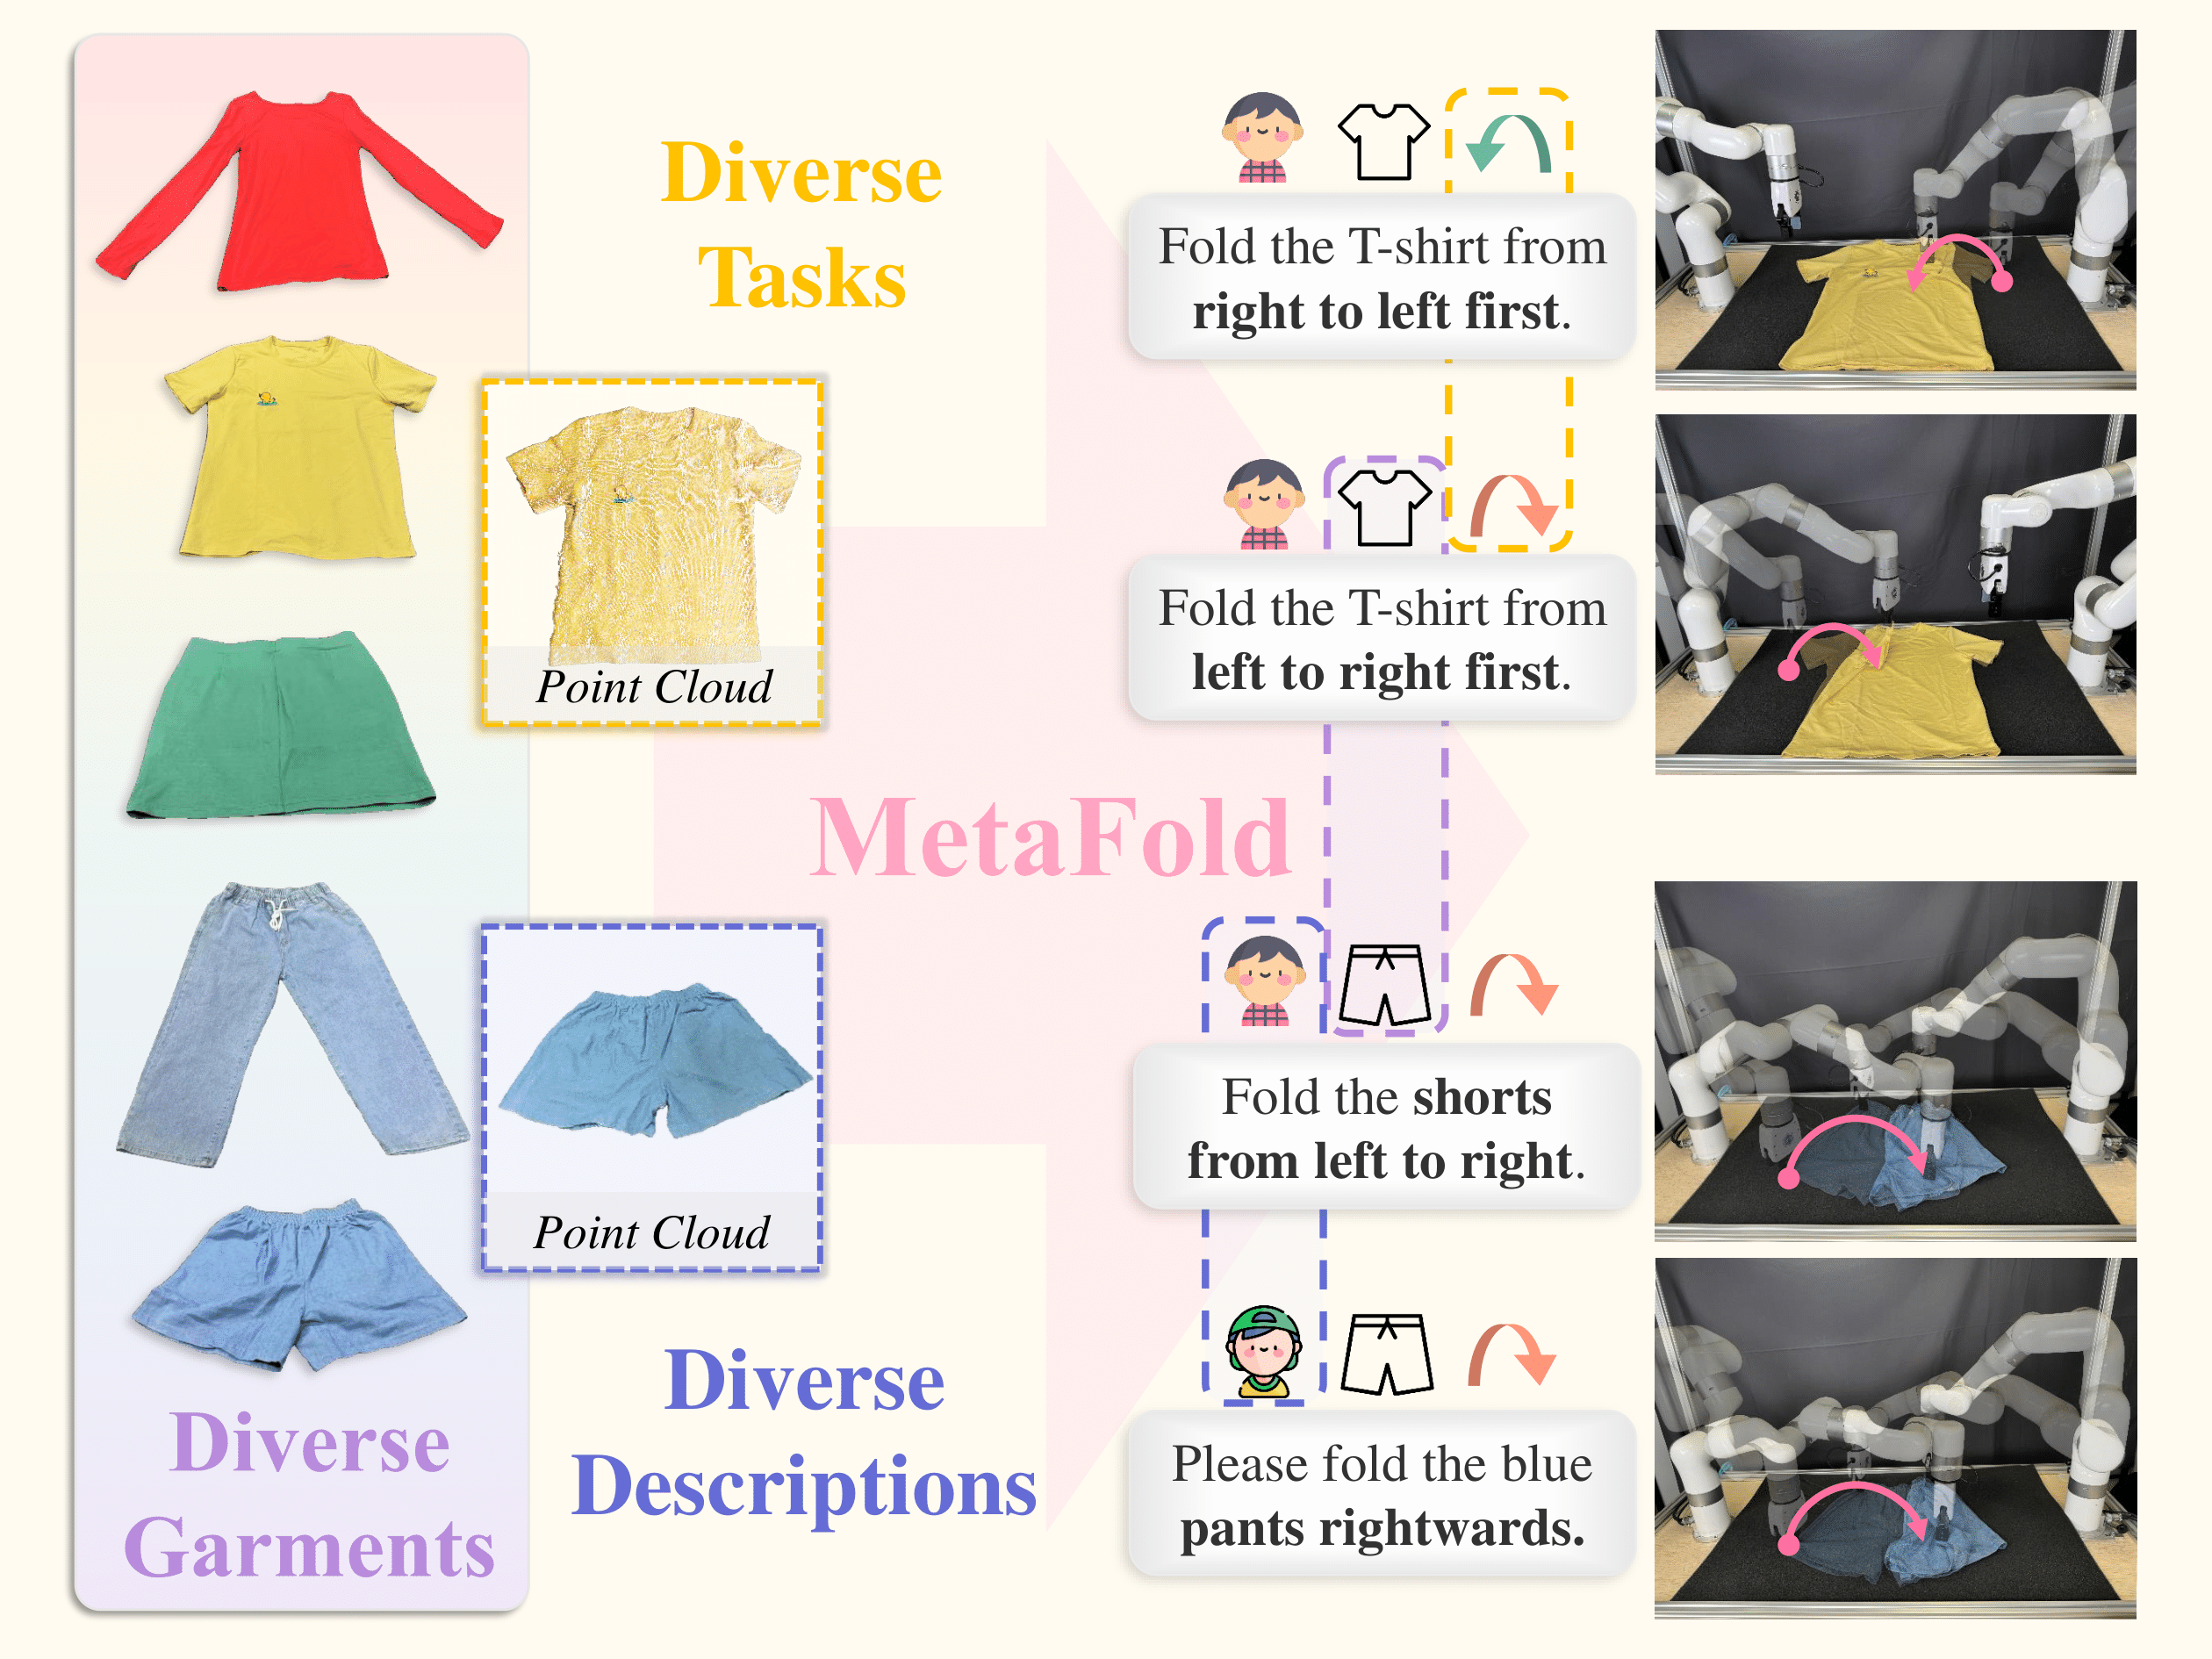 Diverse
Tasks
Point Cloud
MetaFold
Point Cloud
Diverse
Descriptions
Diverse
Garments
Fold the T-shirt from
right to left first.
Fold the T-shirt from
left to right first.
Fold the shorts
from left to right.
Please fold the blue
pants rightwards.